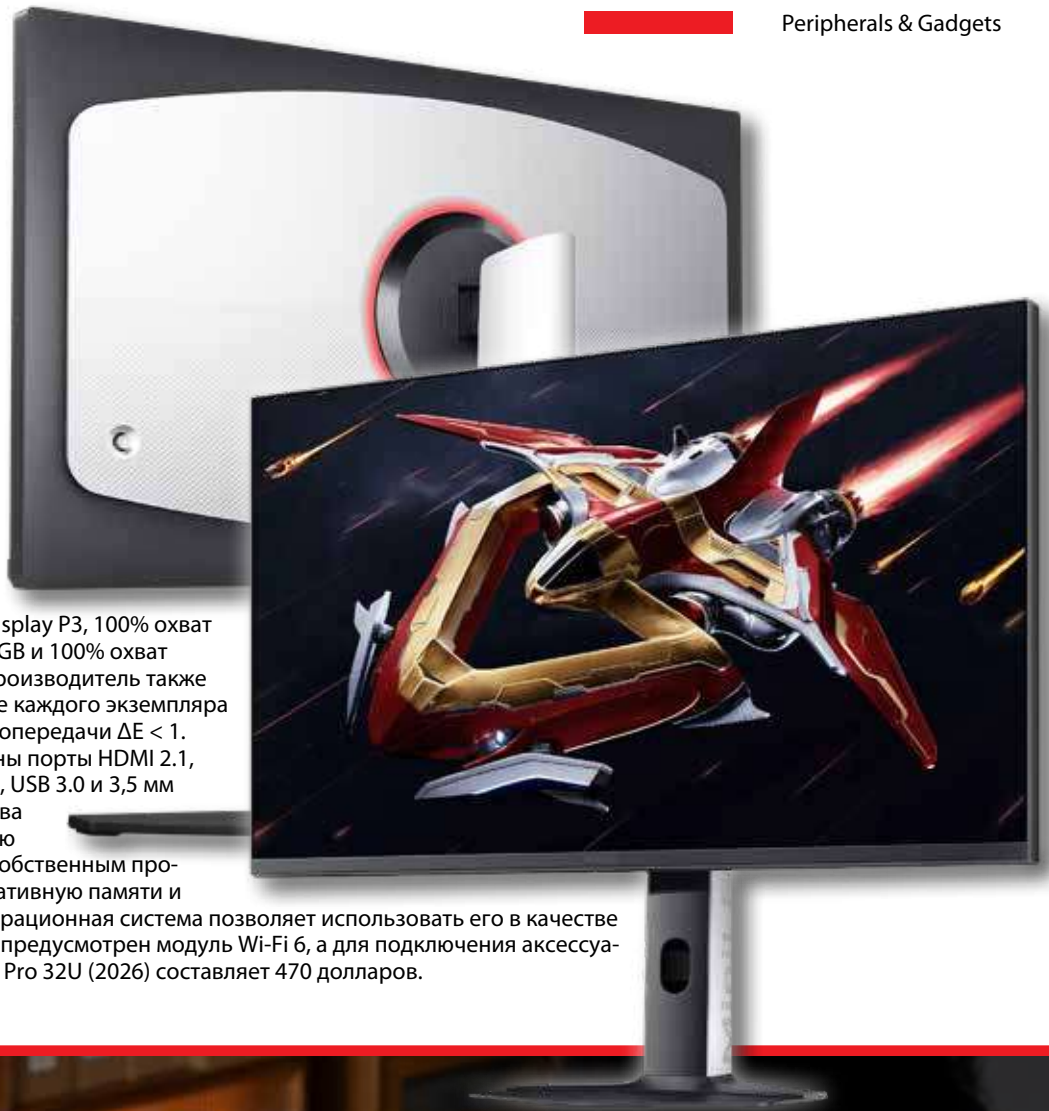 Peripherals & Gadgets
splay P3, 100% охват
GB и 100% охват
роизводитель также
е каждого экземпляра
опередачи ΔE < 1.
ны порты HDMI 2.1,
, USB 3.0 и 3,5 мм
ва
ю
обственным про-
ативную памяти и
рационная система позволяет использовать его в качестве
предусмотрен модуль Wi-Fi 6, а для подключения аксессуа-
Pro 32U (2026) составляет 470 долларов.